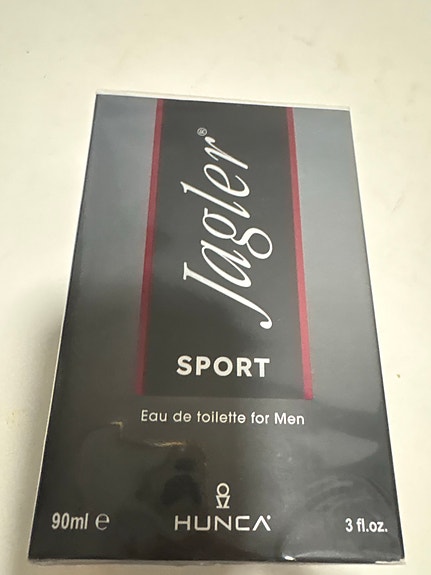 Jagler®
SPORT
Eau de toilette for Men
HUNCA
90ml e
3 fl.oz.